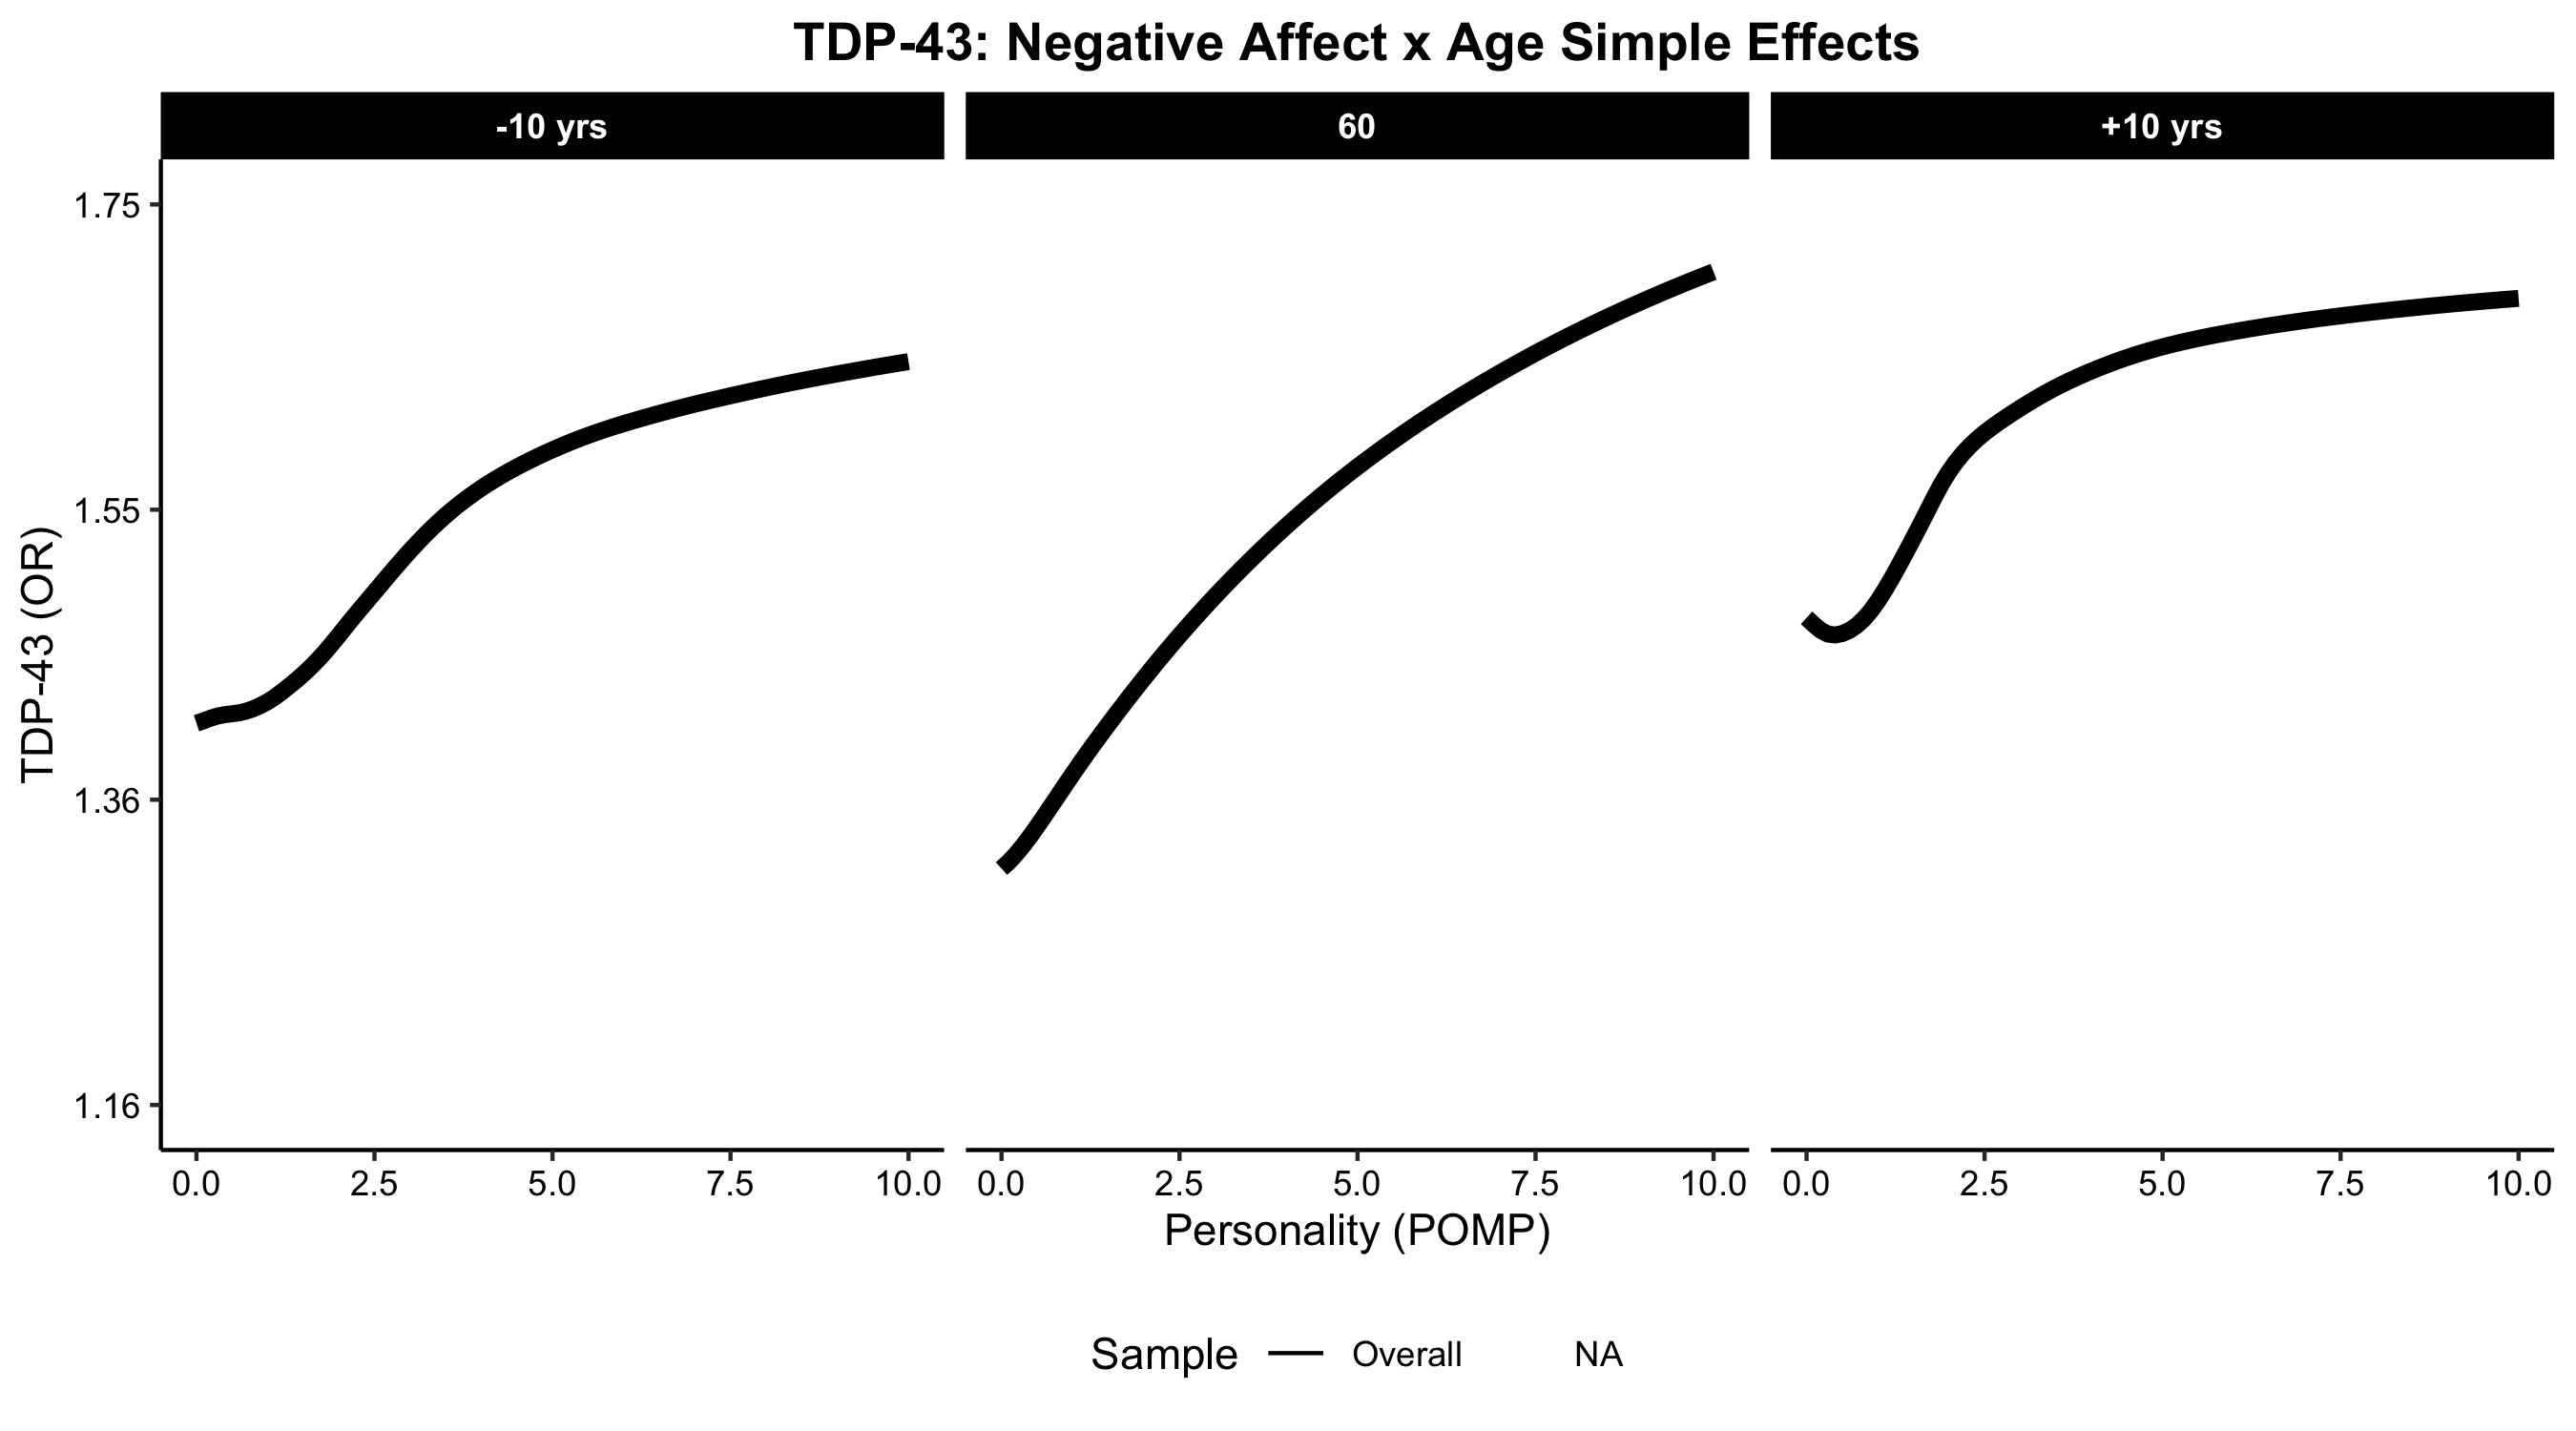 TDP-43: Negative Affect x Age Simple Effects
-10 yrs 60 +10 yrs
1.75
1.55
1.36
1.16
TDP-43 (OR)
0.0 2.5 5.0 7.5 10.0 0.0 2.5 5.0 7.5 10.0 0.0 2.5 5.0 7.5 10.0
Personality (POMP)
Sample Overall NA